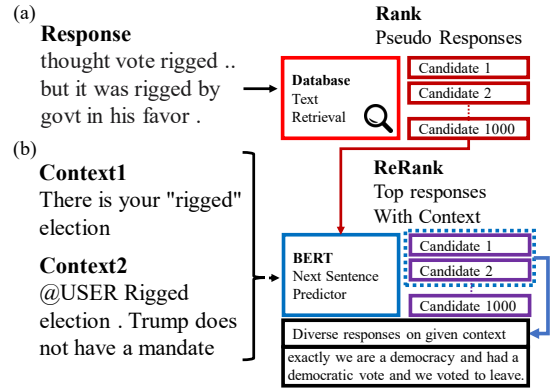 (a)
Response
thought vote rigged ..
but it was rigged by
govt in his favor .
Database
Text
Retrieval
Rank
Pseudo Responses
Candidate 1
Candidate 2
Candidate 1000
(b)
Context1
There is your "rigged"
election
Context2
@USER Rigged
election . Trump does
not have a mandate
BERT
Next Sentence
Predictor
ReRank
Top responses
With Context
Candidate 1
Candidate 2
Candidate 1000
Diverse responses on given context
exactly we are a democracy and had a
democratic vote and we voted to leave.